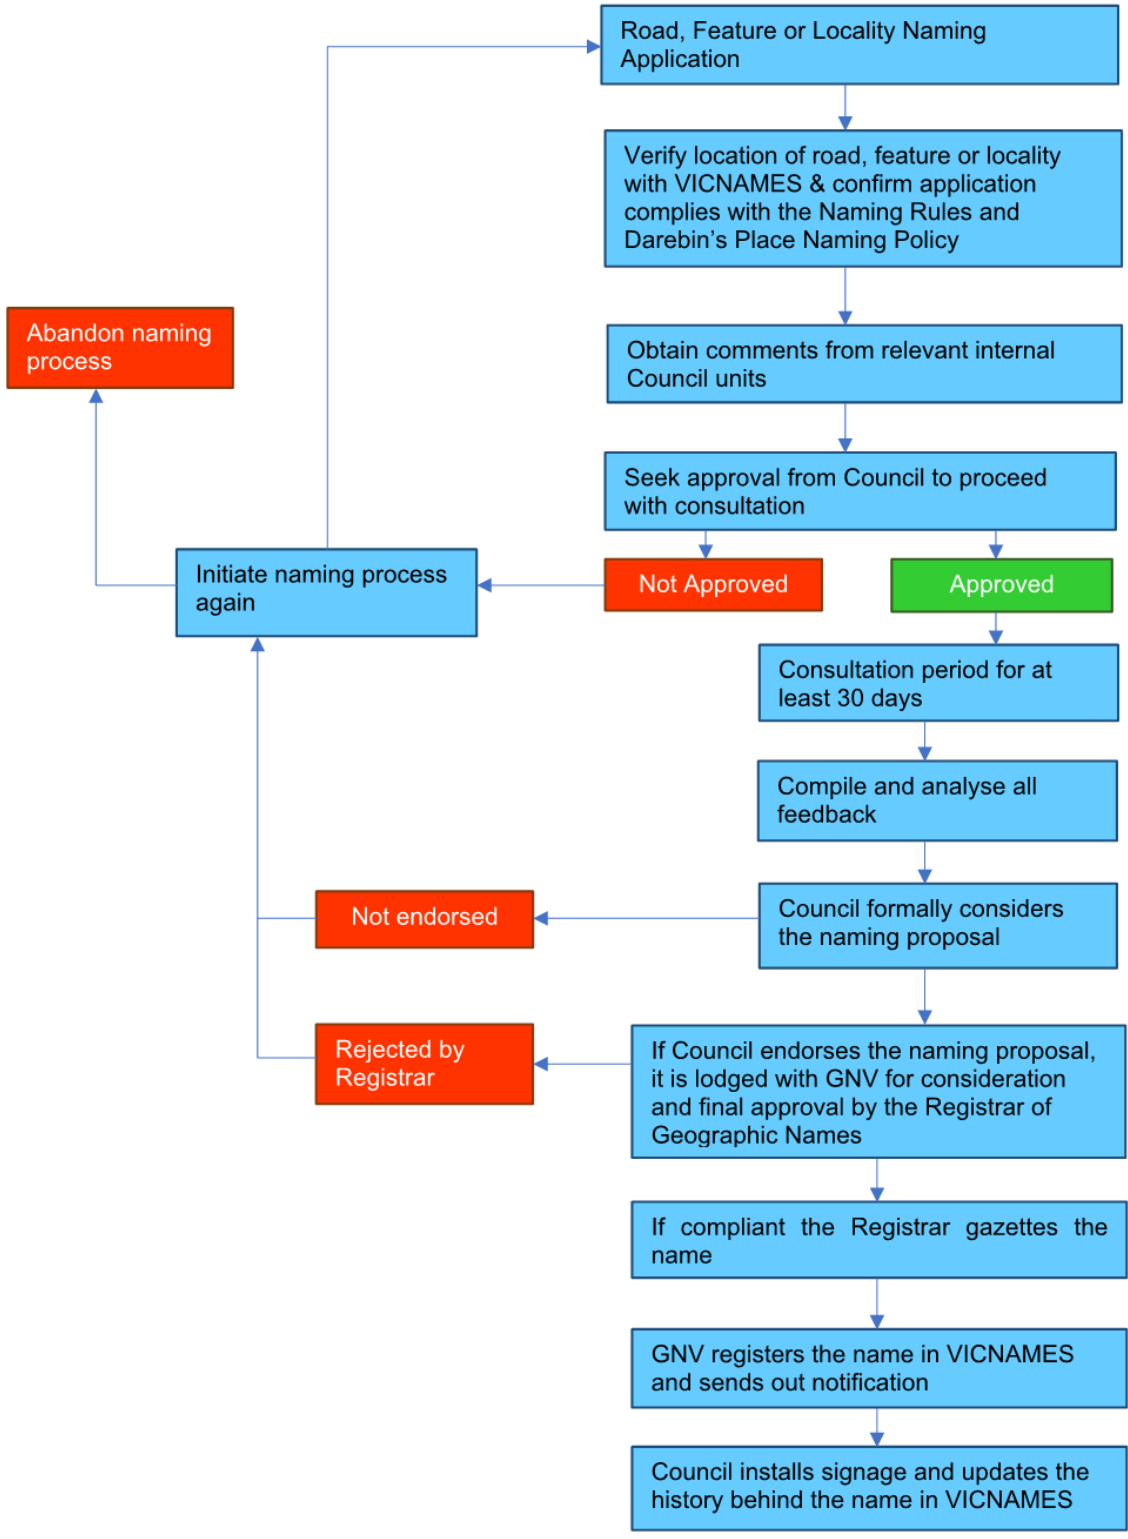 Road, Feature or Locality Naming
Application
Verify location of road, feature or locality
with VICNAMES & confirm application
complies with the Naming Rules and
Darebin’s Place Naming Policy
Abandon naming
process
Obtain comments from relevant internal
Council units
Seek approval from Council to proceed
with consultation
Initiate naming process
again
Not Approved
Approved
Consultation period for at
least 30 days
Compile and analyse all
feedback
Not endorsed
Council formally considers
the naming proposal
Rejected by
Registrar
If Council endorses the naming proposal,
it is lodged with GNV for consideration
and final approval by the Registrar of
Geographic Names
If compliant the Registrar gazettes the
name
GNV registers the name in VICNAMES
and sends out notification
Council installs signage and updates the
history behind the name in VICNAMES